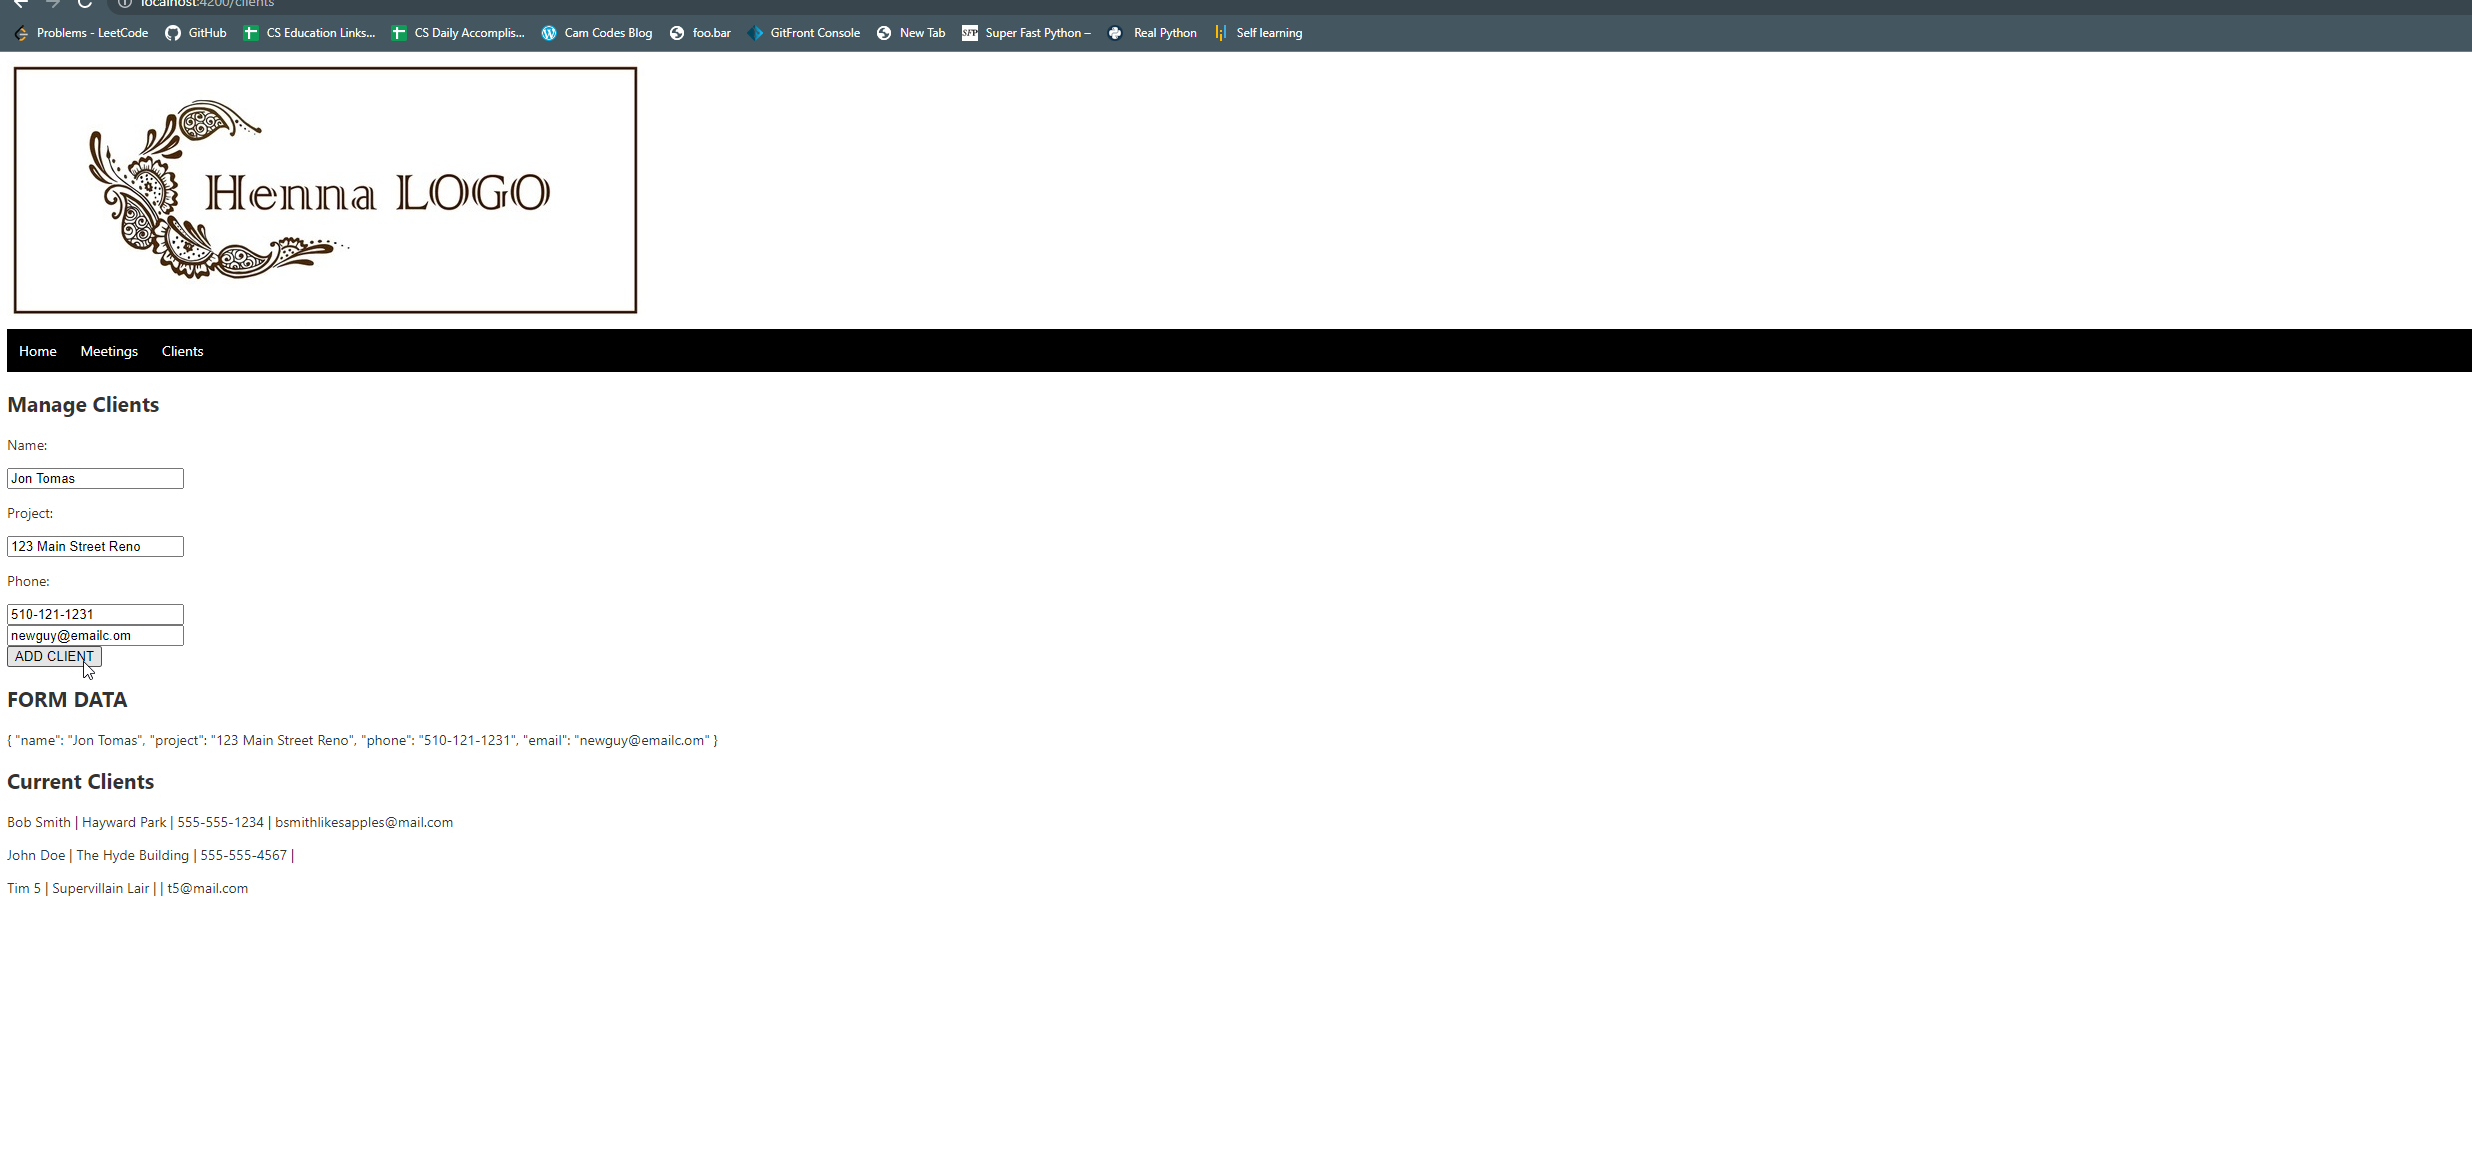 localhost:4200/clients
Problems - LeetCode GitHub CS Education Links... CS Daily Accomplis... Cam Codes Blog foo.bar GitFront Console New Tab SFP Super Fast Python – Real Python Self learning
Henna LOGO
Home Meetings Clients
Manage Clients
Name:
Jon Tomas
Project:
123 Main Street Reno
Phone:
510-121-1231
newguy@emailc.om
ADD CLIENT
FORM DATA
{ "name": "Jon Tomas", "project": "123 Main Street Reno", "phone": "510-121-1231", "email": "newguy@emailc.om" }
Current Clients
Bob Smith | Hayward Park | 555-555-1234 | bsmithlikesapples@mail.com
John Doe | The Hyde Building | 555-555-4567 |
Tim 5 | Supervillain Lair | | t5@mail.com